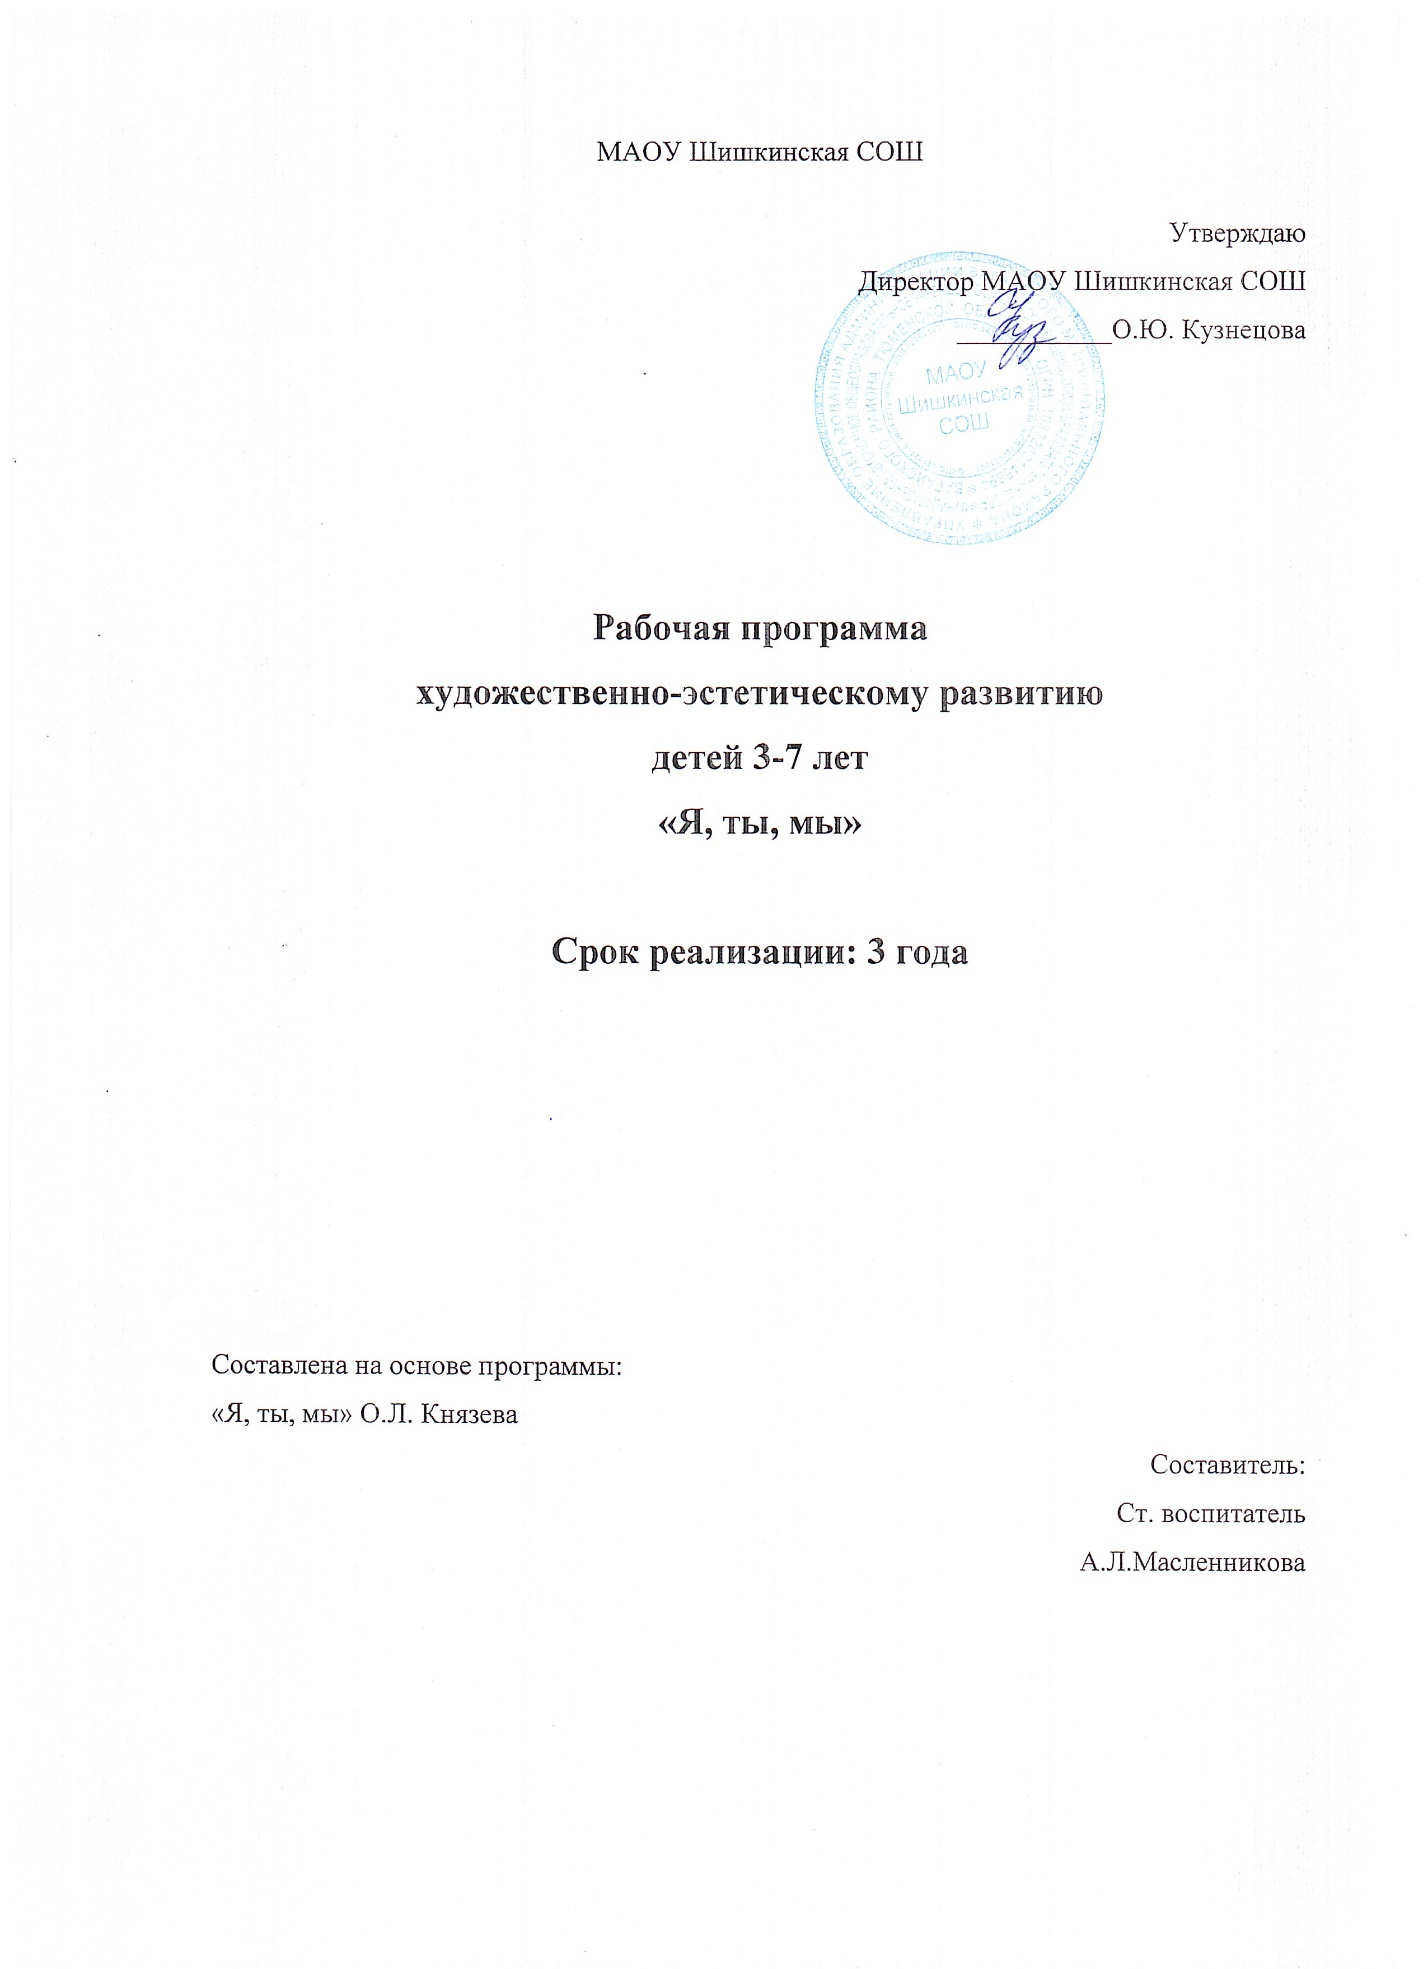 МАОУ Шишкинская СОШ
Утверждаю
Директор МАОУ Шишкинская СОШ
___________О.Ю. Кузнецова
МАОУ
Шишкинская
СОШ
Рабочая программа
художественно-эстетическому развитию
детей 3-7 лет
«Я, ты, мы»
Срок реализации: 3 года
Составлена на основе программы:
«Я, ты, мы» О.Л. Князева
Составитель:
Ст. воспитатель
А.Л.Масленникова